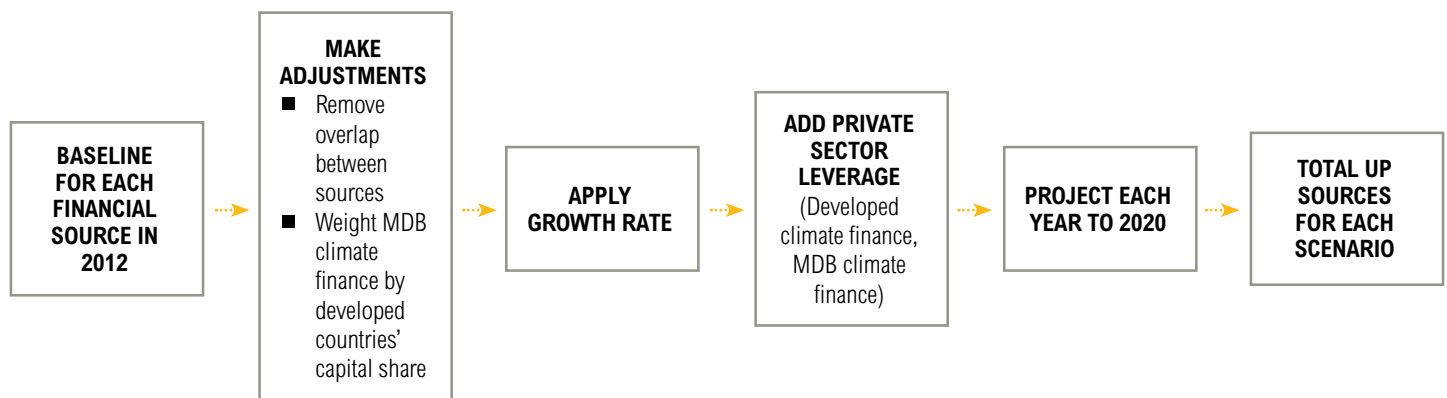 BASELINE
FOR EACH
FINANCIAL
SOURCE IN
2012
MAKE
ADJUSTMENTS
■ Remove
overlap
between
sources
■ Weight MDB
climate
finance by
developed
countries’
capital share
APPLY
GROWTH RATE
ADD PRIVATE
SECTOR
LEVERAGE
(Developed
climate finance,
MDB climate
finance)
PROJECT EACH
YEAR TO 2020
TOTAL UP
SOURCES
FOR EACH
SCENARIO